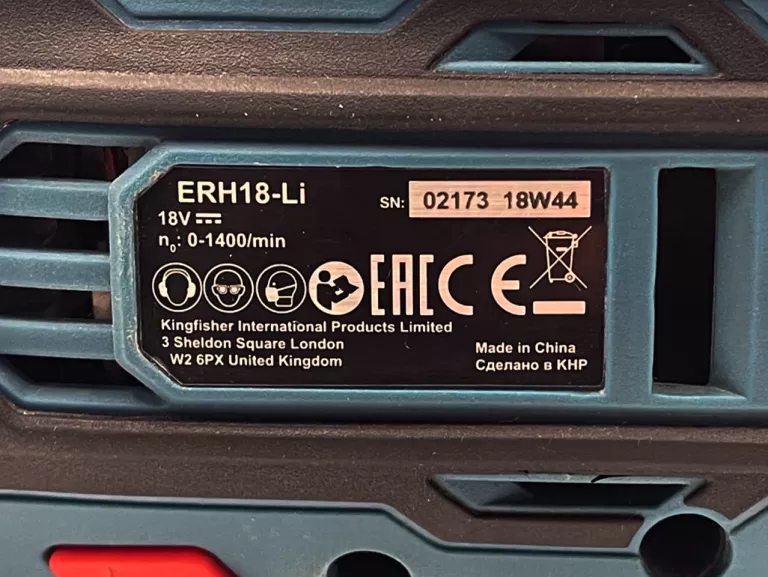 ERH18-Li
SN: 02173 18W44
18V
n₀: 0-1400/min
EAC CE
Kingfisher International Products Limited
3 Sheldon Square London
W2 6PX United Kingdom
Made in China
Сделано в КНР